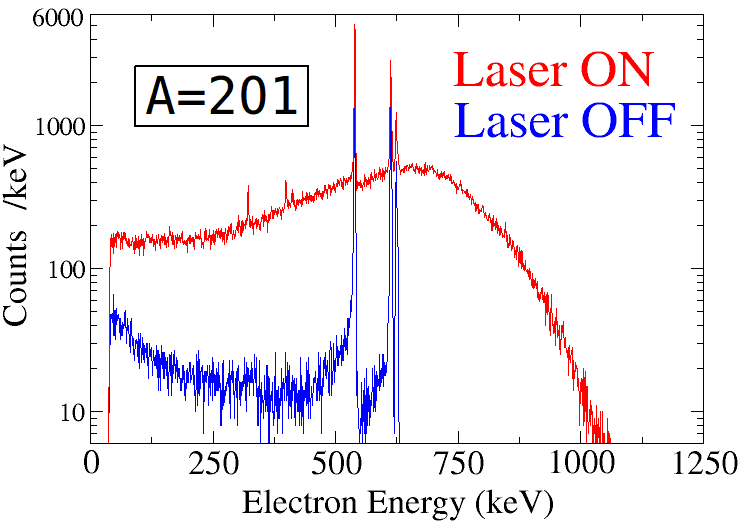 6000
A=201
Laser ON
Laser OFF
1000
Counts /keV
100
10
0 250 500 750 1000 1250
Electron Energy (keV)